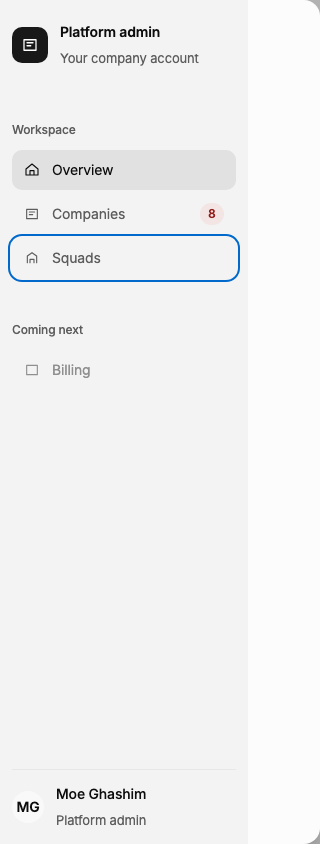 Platform admin
Your company account
Workspace
Overview
Companies 8
Squads
Coming next
Billing
MG
Moe Ghashim
Platform admin